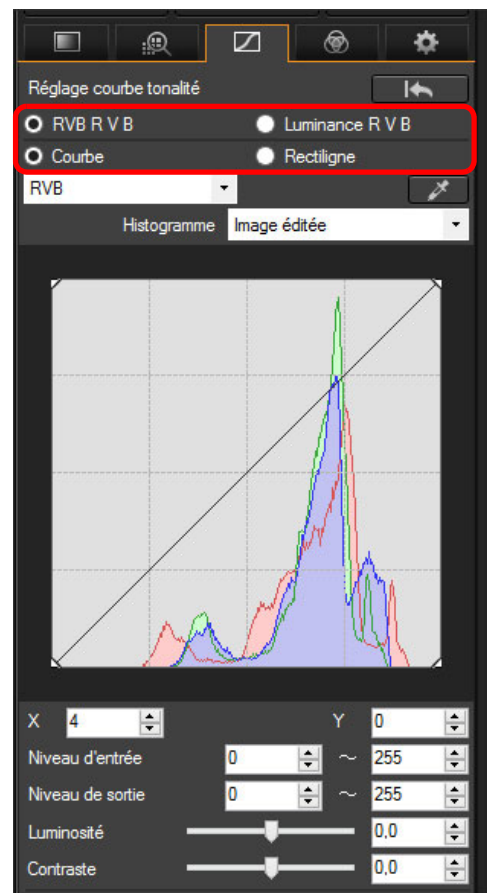 Réglage courbe tonalité
RVB R V B Luminance R V B
Courbe Rectiligne
RVB
Histogramme Image éditée
X 4 Y 0
Niveau d'entrée 0 ~ 255
Niveau de sortie 0 ~ 255
Luminosité 0,0
Contraste 0,0